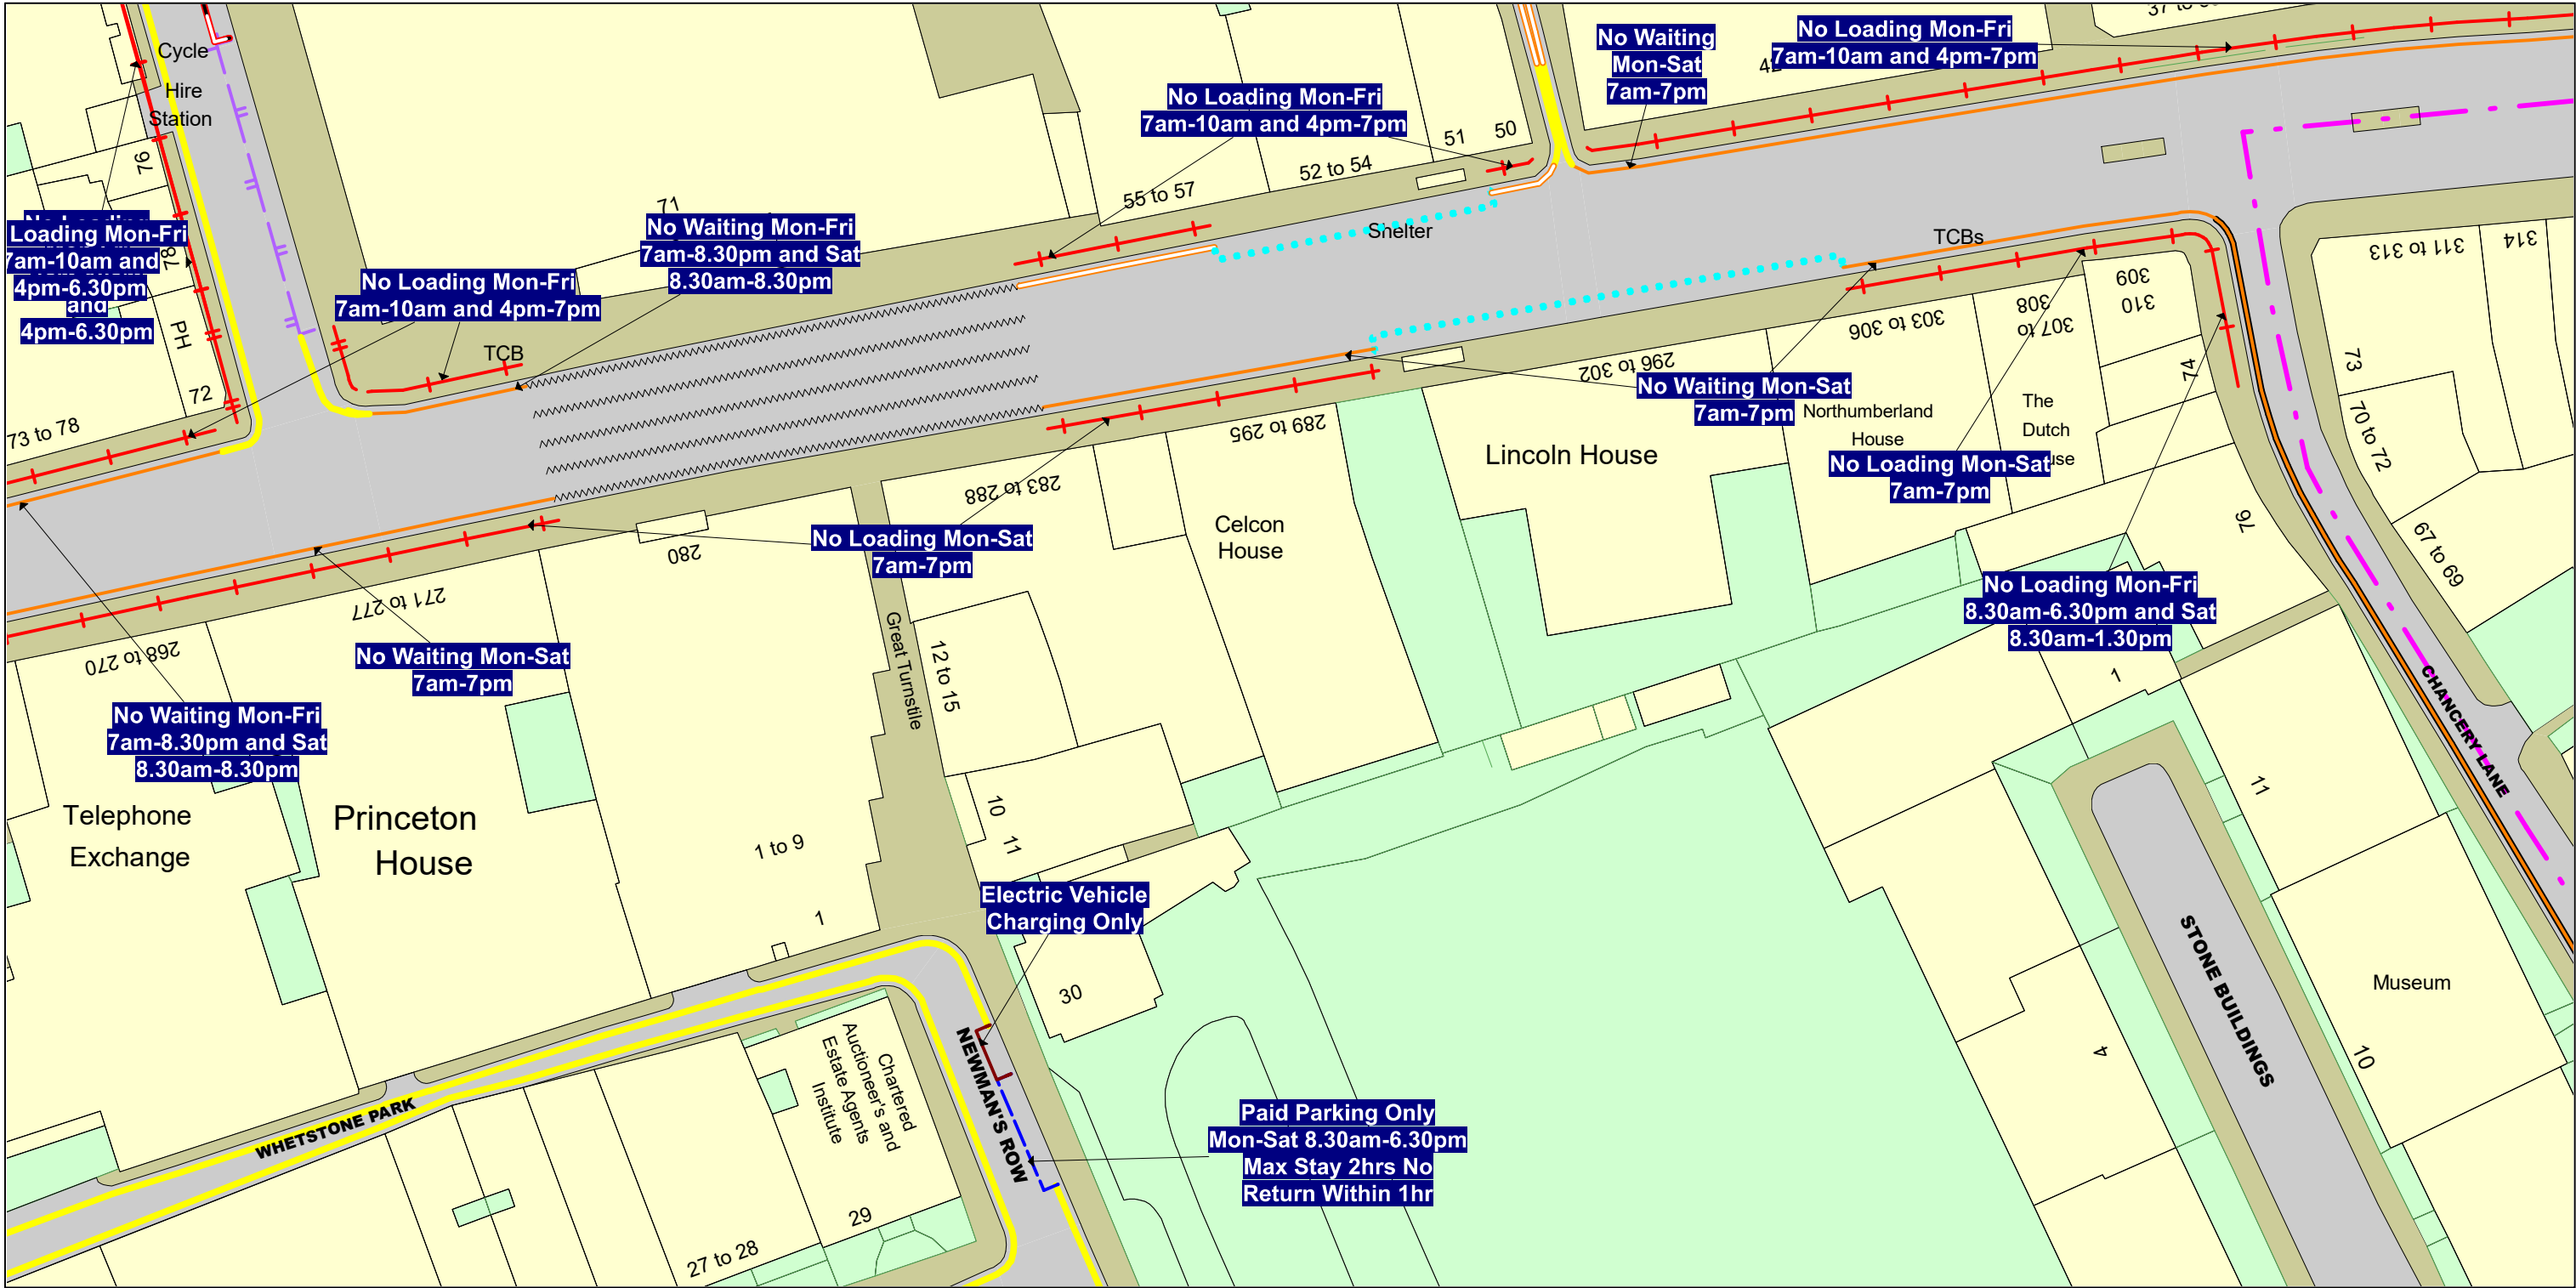 Cycle
Hire
Station
76
No Loading
Loading Mon-Fri
7am-10am and
4pm-6.30pm
and
4pm-6.30pm
78
PH
72
73 to 78
71
No Loading Mon-Fri
7am-10am and 4pm-7pm
TCB
No Waiting Mon-Fri
7am-8.30pm and Sat
8.30am-8.30pm
No Loading Mon-Fri
7am-10am and 4pm-7pm
55 to 57
52 to 54
51
50
Shelter
No Waiting
Mon-Sat
7am-7pm
No Loading Mon-Fri
7am-10am and 4pm-7pm
TCBs
309
310
308
307 to
303 to 306
296 to 302
289 to 295
283 to 288
280
271 to 277
268 to 270
311 to 313
314
74
73
70 to 72
67 to 69
76
No Waiting Mon-Sat
7am-7pm
Northumberland
House
The
Dutch
use
No Loading Mon-Sat
7am-7pm
Lincoln House
Celcon
House
No Loading Mon-Sat
7am-7pm
No Loading Mon-Fri
8.30am-6.30pm and Sat
8.30am-1.30pm
No Waiting Mon-Sat
7am-7pm
No Waiting Mon-Fri
7am-8.30pm and Sat
8.30am-8.30pm
Great Turnstile
12 to 15
Telephone
Exchange
Princeton
House
1 to 9
1
10
11
Electric Vehicle
Charging Only
30
1
11
CHANCERY LANE
STONE BUILDINGS
Museum
4
10
Chartered
Auctioneer's and
Estate Agents
Institute
NEWMAN'S ROW
WHETSTONE PARK
Paid Parking Only
Mon-Sat 8.30am-6.30pm
Max Stay 2hrs No
Return Within 1hr
29
27 to 28